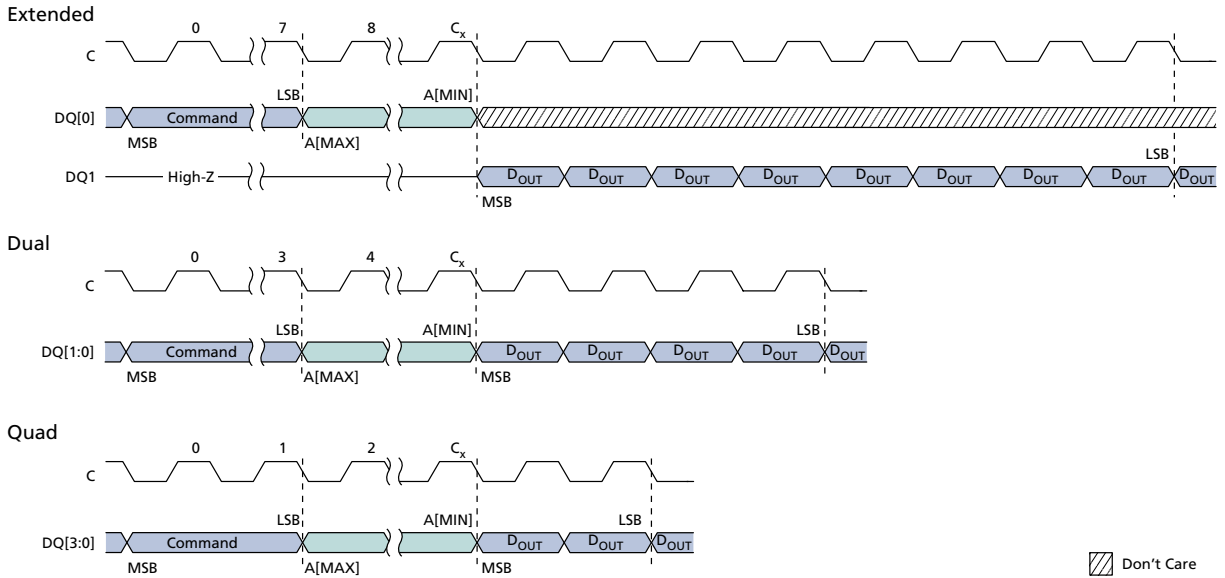 Extended
0 7 8 Cx
C
LSB A[MIN]
DQ[0] Command
MSB A[MAX]
LSB
DQ1 High-Z DOUT DOUT DOUT DOUT DOUT DOUT DOUT DOUT DOUT
MSB
Dual
0 3 4 Cx
C
LSB A[MIN] LSB
DQ[1:0] Command DOUT DOUT DOUT DOUT DOUT
MSB A[MAX] MSB
Quad
0 1 2 Cx
C
LSB A[MIN] LSB
DQ[3:0] Command DOUT DOUT DOUT
MSB A[MAX] MSB
Don't Care